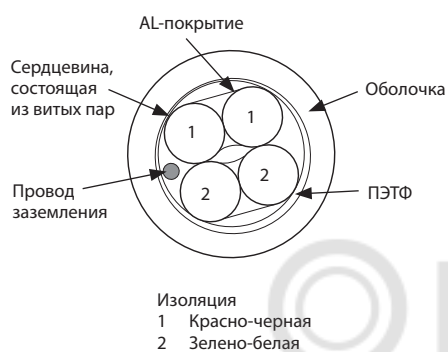 AL-покрытие
Сердцевина,
состоящая
из витых пар
Оболочка
1
1
2
2
Провод
заземления
ПЭТФ
Изоляция
1 Красно-черная
2 Зелено-белая